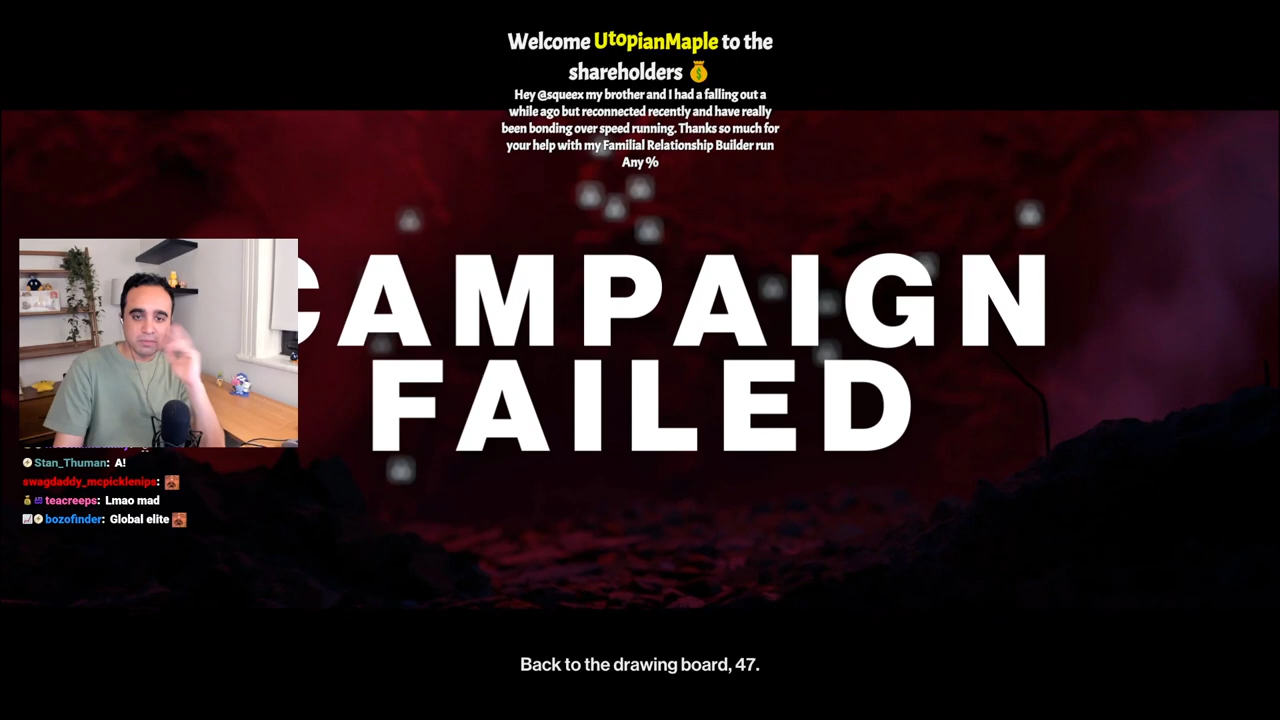 Welcome UtopianMaple to the
shareholders
Hey @squeex my brother and I had a falling out a
while ago but reconnected recently and have really
been bonding over speed running. Thanks so much for
your help with my Familial Relationship Builder run
Any %
CAMPAIGN
FAILED
Stan_Thuman: A!
swagdaddy_mcpicklenips:
teacreeps: Lmao mad
bozofinder: Global elite
Back to the drawing board, 47.